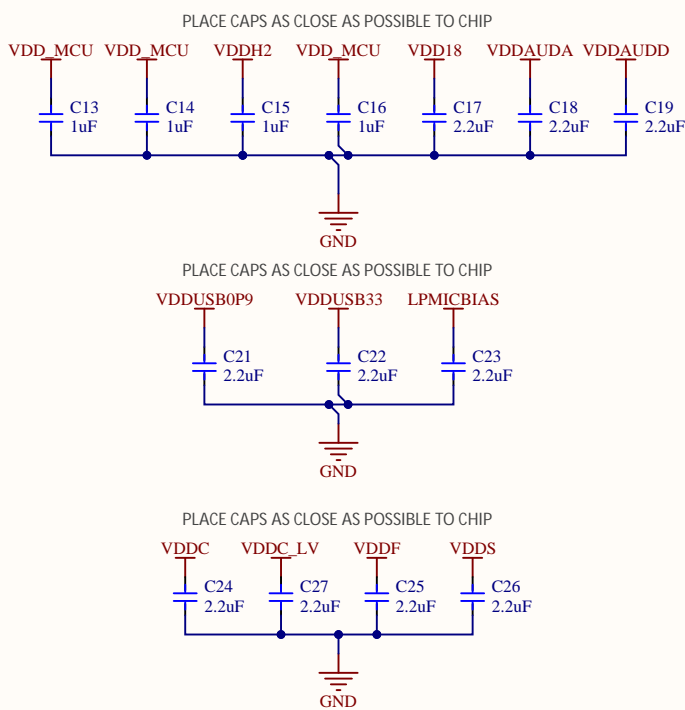 PLACE CAPS AS CLOSE AS POSSIBLE TO CHIP
VDD_MCU VDD_MCU VDDH2 VDD_MCU VDD18 VDDAUDA VDDAUDD
C13 C14 C15 C16 C17 C18 C19
1uF 1uF 1uF 1uF 2.2uF 2.2uF 2.2uF
GND
PLACE CAPS AS CLOSE AS POSSIBLE TO CHIP
VDDUSB0P9 VDDUSB33 LPMICBIAS
C21 C22 C23
2.2uF 2.2uF 2.2uF
GND
PLACE CAPS AS CLOSE AS POSSIBLE TO CHIP
VDDC VDDC_LV VDDF VDDS
C24 C27 C25 C26
2.2uF 2.2uF 2.2uF 2.2uF
GND